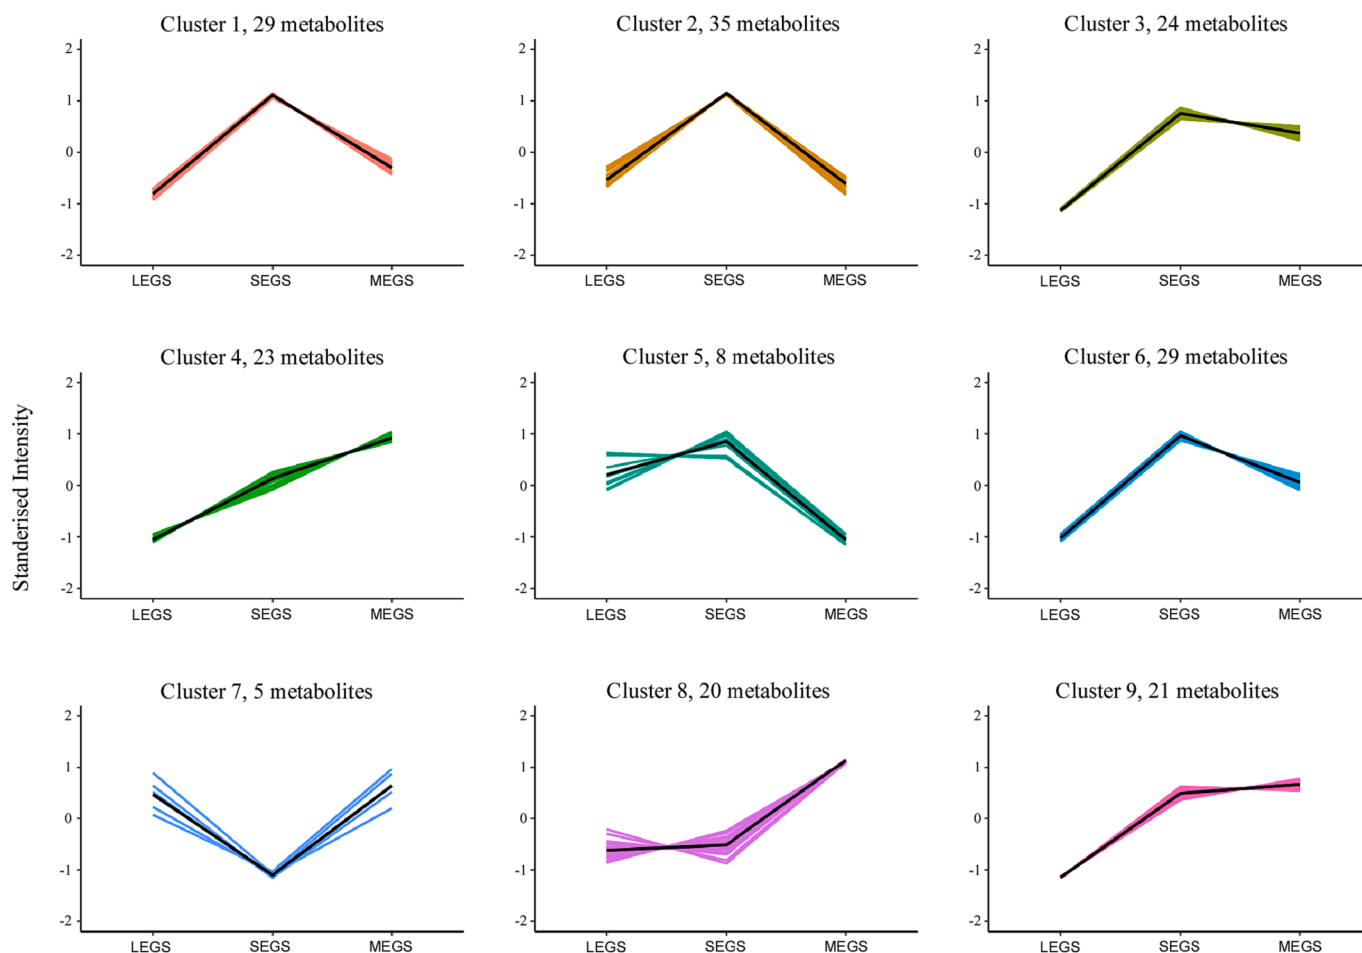 Cluster 1, 29 metabolites
2
1
0
-1
-2
LEGS SEGS MEGS
Cluster 2, 35 metabolites
2
1
0
-1
-2
LEGS SEGS MEGS
Cluster 3, 24 metabolites
2
1
0
-1
-2
LEGS SEGS MEGS
Standerised Intensity
Cluster 4, 23 metabolites
2
1
0
-1
-2
LEGS SEGS MEGS
Cluster 5, 8 metabolites
2
1
0
-1
-2
LEGS SEGS MEGS
Cluster 6, 29 metabolites
2
1
0
-1
-2
LEGS SEGS MEGS
Cluster 7, 5 metabolites
2
1
0
-1
-2
LEGS SEGS MEGS
Cluster 8, 20 metabolites
2
1
0
-1
-2
LEGS SEGS MEGS
Cluster 9, 21 metabolites
2
1
0
-1
-2
LEGS SEGS MEGS